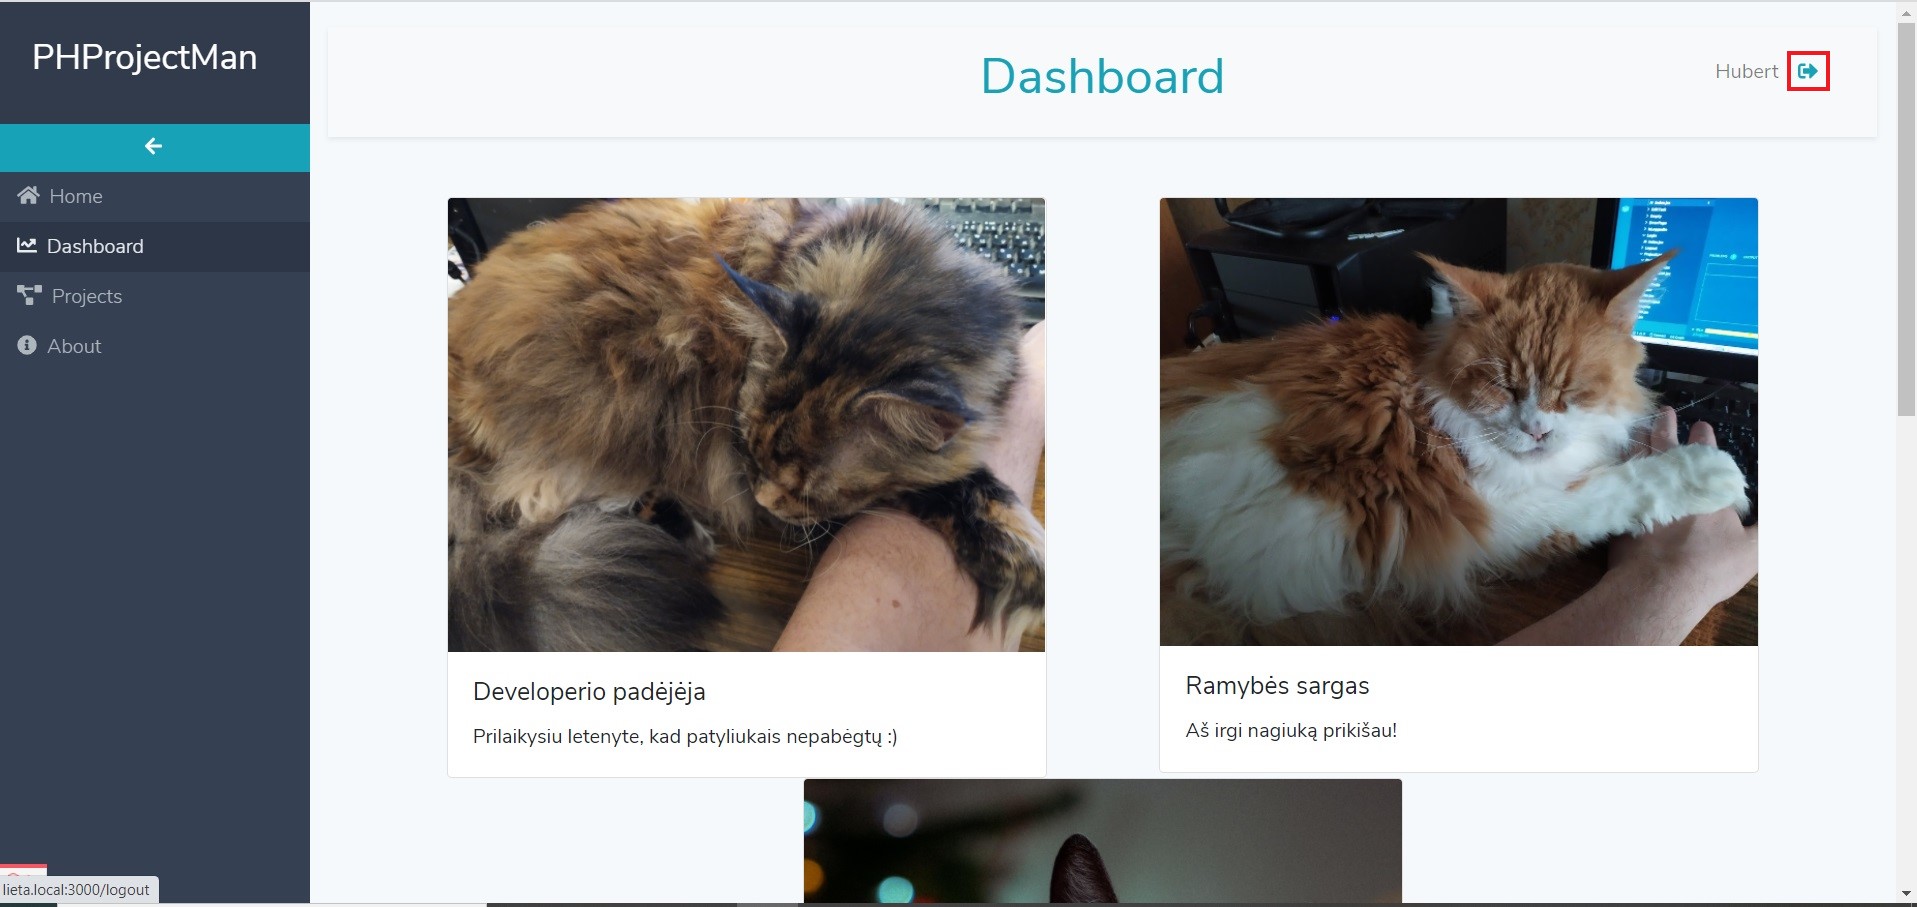 PHProjectMan
Dashboard
Hubert
Home
Dashboard
Projects
About
Developerio padėjėja
Prilaikysiu letenyte, kad patyliukais nepabėgtų :)
Ramybės sargas
Aš irgi nagiuką prikišau!
lieta.local:3000/logout